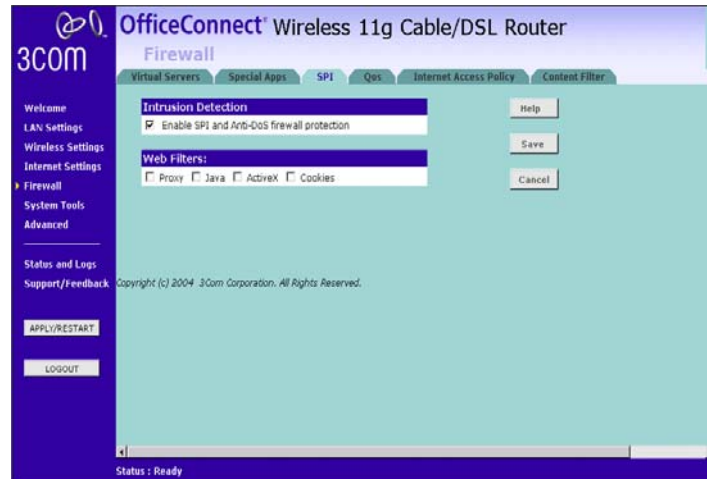 3COM
OfficeConnect® Wireless 11g Cable/DSL Router
Firewall
Virtual Servers Special Apps SPI Qos Internet Access Policy Content Filter
Welcome
LAN Settings
Wireless Settings
Internet Settings
Firewall
System Tools
Advanced
Status and Logs
Support/Feedback
APPLY/RESTART
LOGOUT
Intrusion Detection
Enable SPI and Anti-DoS firewall protection
Web Filters:
Proxy Java ActiveX Cookies
Help
Save
Cancel
Copyright (c) 2004 3Com Corporation. All Rights Reserved.
Status : Ready